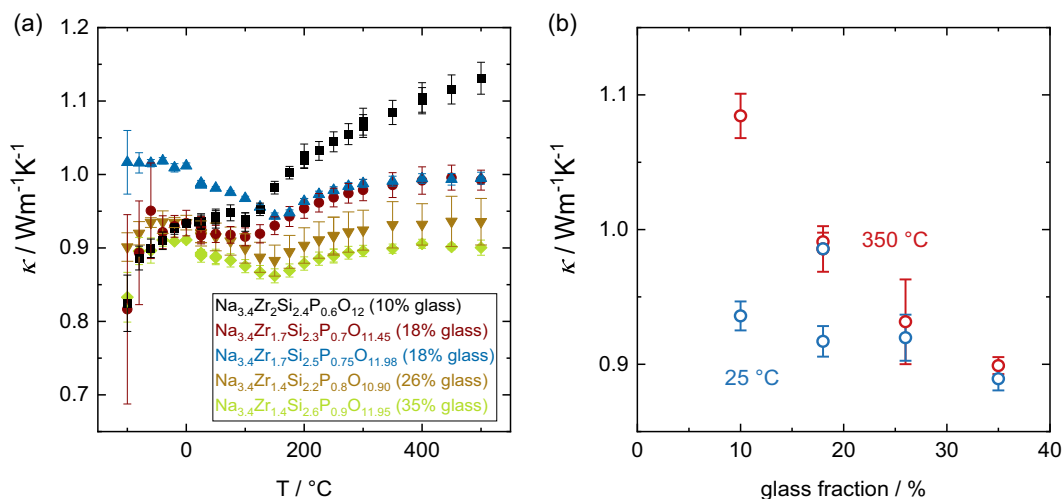 (a)
1.2
1.1
1.0
0.9
0.8
0.7
κ / Wm⁻¹K⁻¹
Na₃.₄Zr₂Si₂.₄P₀.₆O₁₂ (10% glass)
Na₃.₄Zr₁.₇Si₂.₃P₀.₇O₁₁.₄₅ (18% glass)
Na₃.₄Zr₁.₇Si₂.₅P₀.₇₅O₁₁.₉₈ (18% glass)
Na₃.₄Zr₁.₄Si₂.₂P₀.₈O₁₀.₉₀ (26% glass)
Na₃.₄Zr₁.₄Si₂.₆P₀.₉O₁₁.₉₅ (35% glass)
0 200 400
T / °C
(b)
1.1
1.0
0.9
κ / Wm⁻¹K⁻¹
350 °C
25 °C
0 10 20 30 40
glass fraction / %